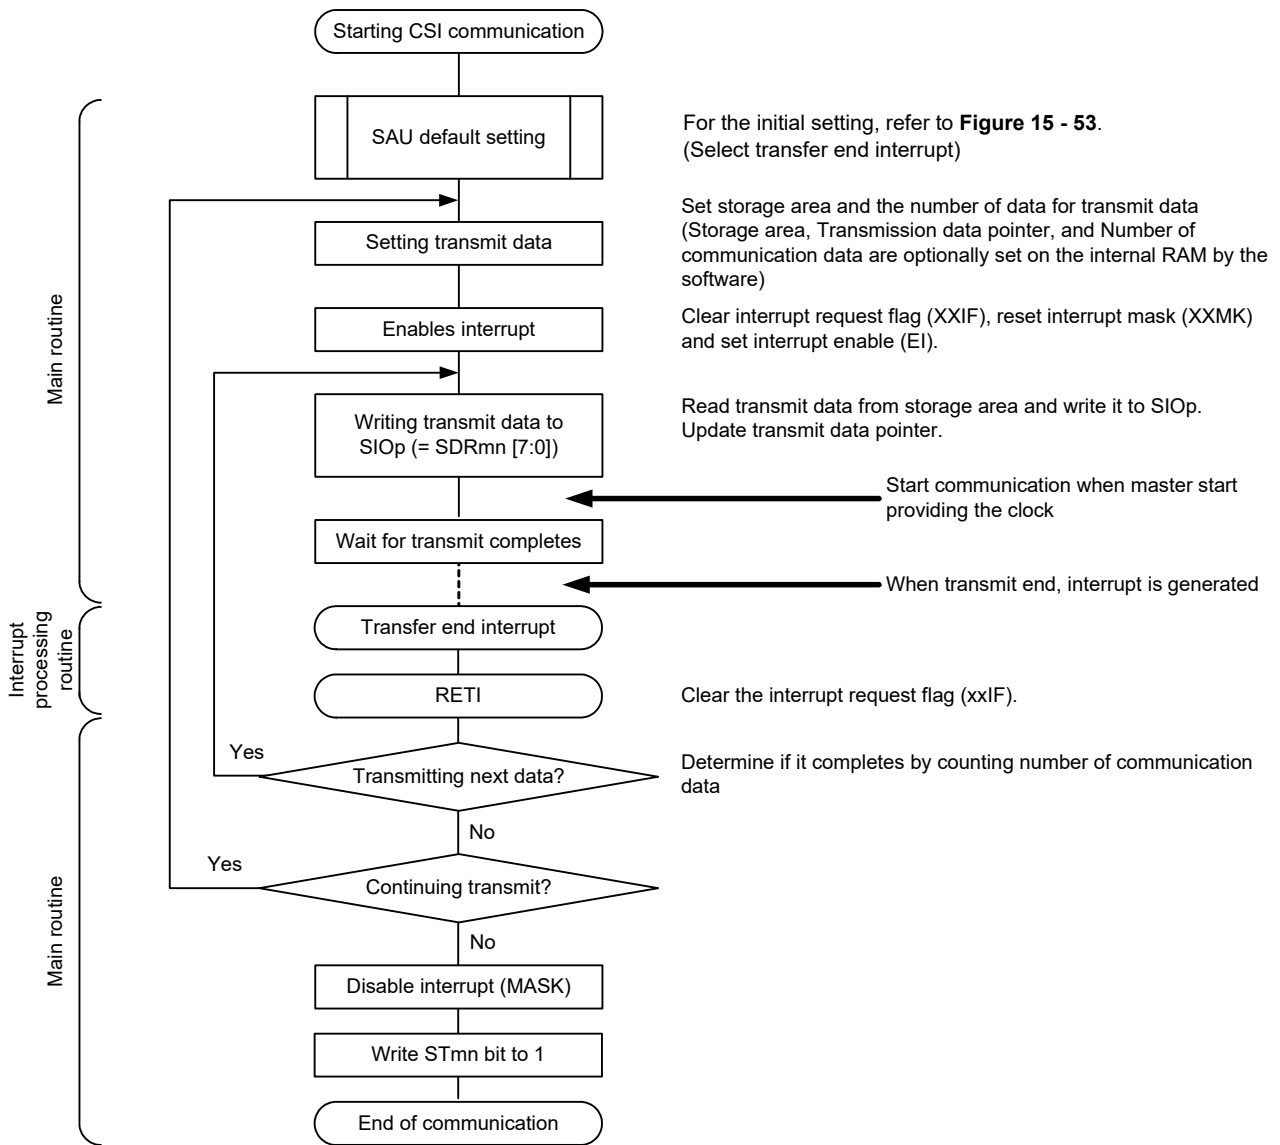 Starting CSI communication
SAU default setting
For the initial setting, refer to Figure 15 - 53.
(Select transfer end interrupt)
Set storage area and the number of data for transmit data
(Storage area, Transmission data pointer, and Number of
communication data are optionally set on the internal RAM by the
software)
Setting transmit data
Main routine
Enables interrupt
Clear interrupt request flag (XXIF), reset interrupt mask (XXMK)
and set interrupt enable (EI).
Writing transmit data to
SIOp (= SDRmn [7:0])
Read transmit data from storage area and write it to SIOp.
Update transmit data pointer.
Start communication when master start
providing the clock
Wait for transmit completes
When transmit end, interrupt is generated
Interrupt
processing
routine
Transfer end interrupt
RETI
Clear the interrupt request flag (xxIF).
Yes
Transmitting next data?
Determine if it completes by counting number of communication
data
No
Yes
Continuing transmit?
No
Main routine
Disable interrupt (MASK)
Write STmn bit to 1
End of communication